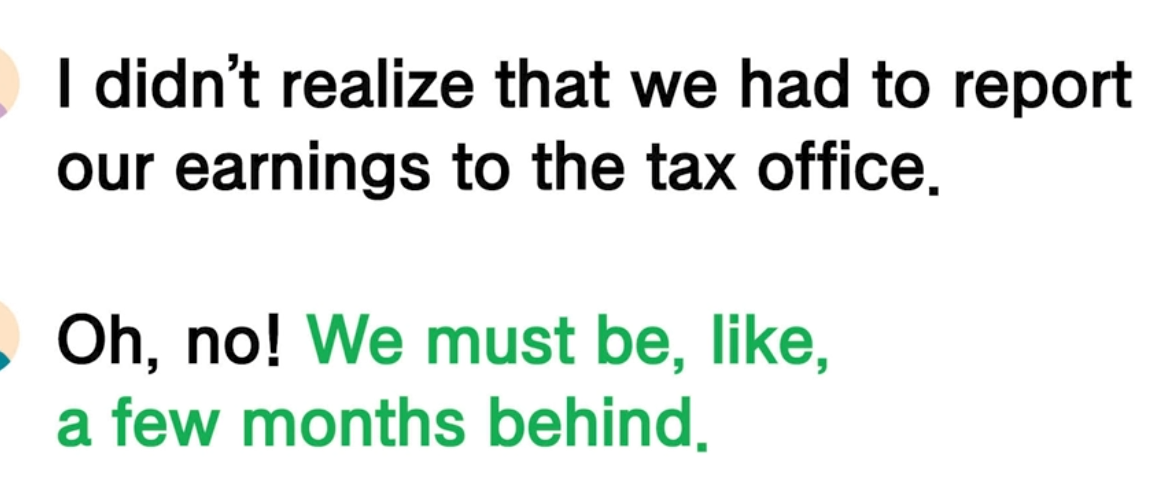 I didn’t realize that we had to report
our earnings to the tax office.
Oh, no! We must be, like,
a few months behind.